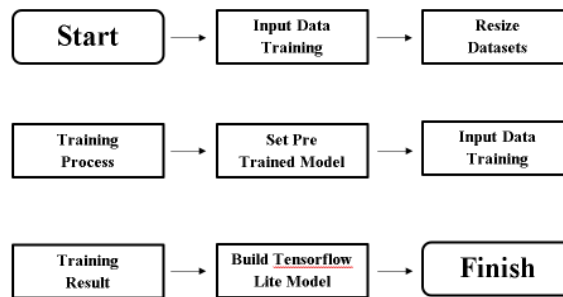 Start
Input Data
Training
Resize
Datasets
Training
Process
Set Pre
Trained Model
Input Data
Training
Training
Result
Build Tensorflow
Lite Model
Finish